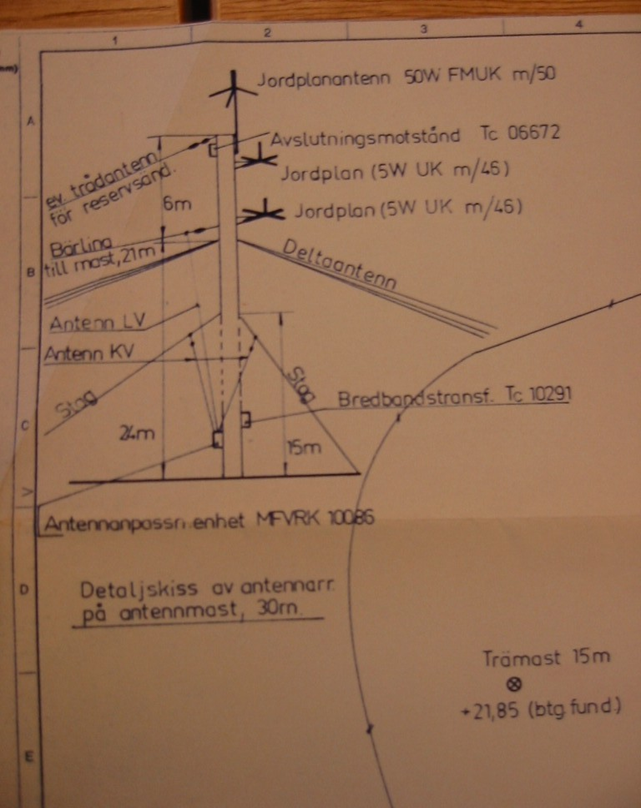 mm)
1 2 3 4
A
B
C
D
E
Jordplanantenn 50W FMUK m/50
Avslutningsmotstånd Tc 06672
Jordplan (5W UK m/46)
ev. trådantenn
för reservsänd.
6m
Jordplan (5W UK m/46)
Bärlina
till mast, 21m
Deltaantenn
Antenn LV
Antenn KV
Stag
Stag
Bredbandstransf. Tc 10291
24m
15m
Antennanpassn.enhet MFVRK 10086
Detaljskiss av antennarr.
på antennmast, 30m.
Trämast 15m
+21,85 (btg.fund.)